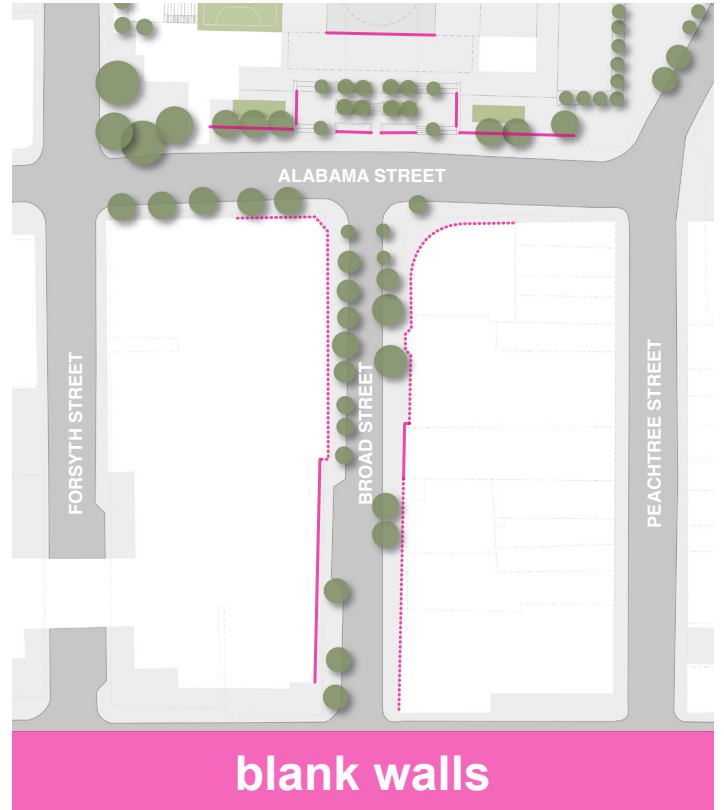 ALABAMA STREET
FORSYTH STREET
BROAD STREET
PEACHTREE STREET
blank walls